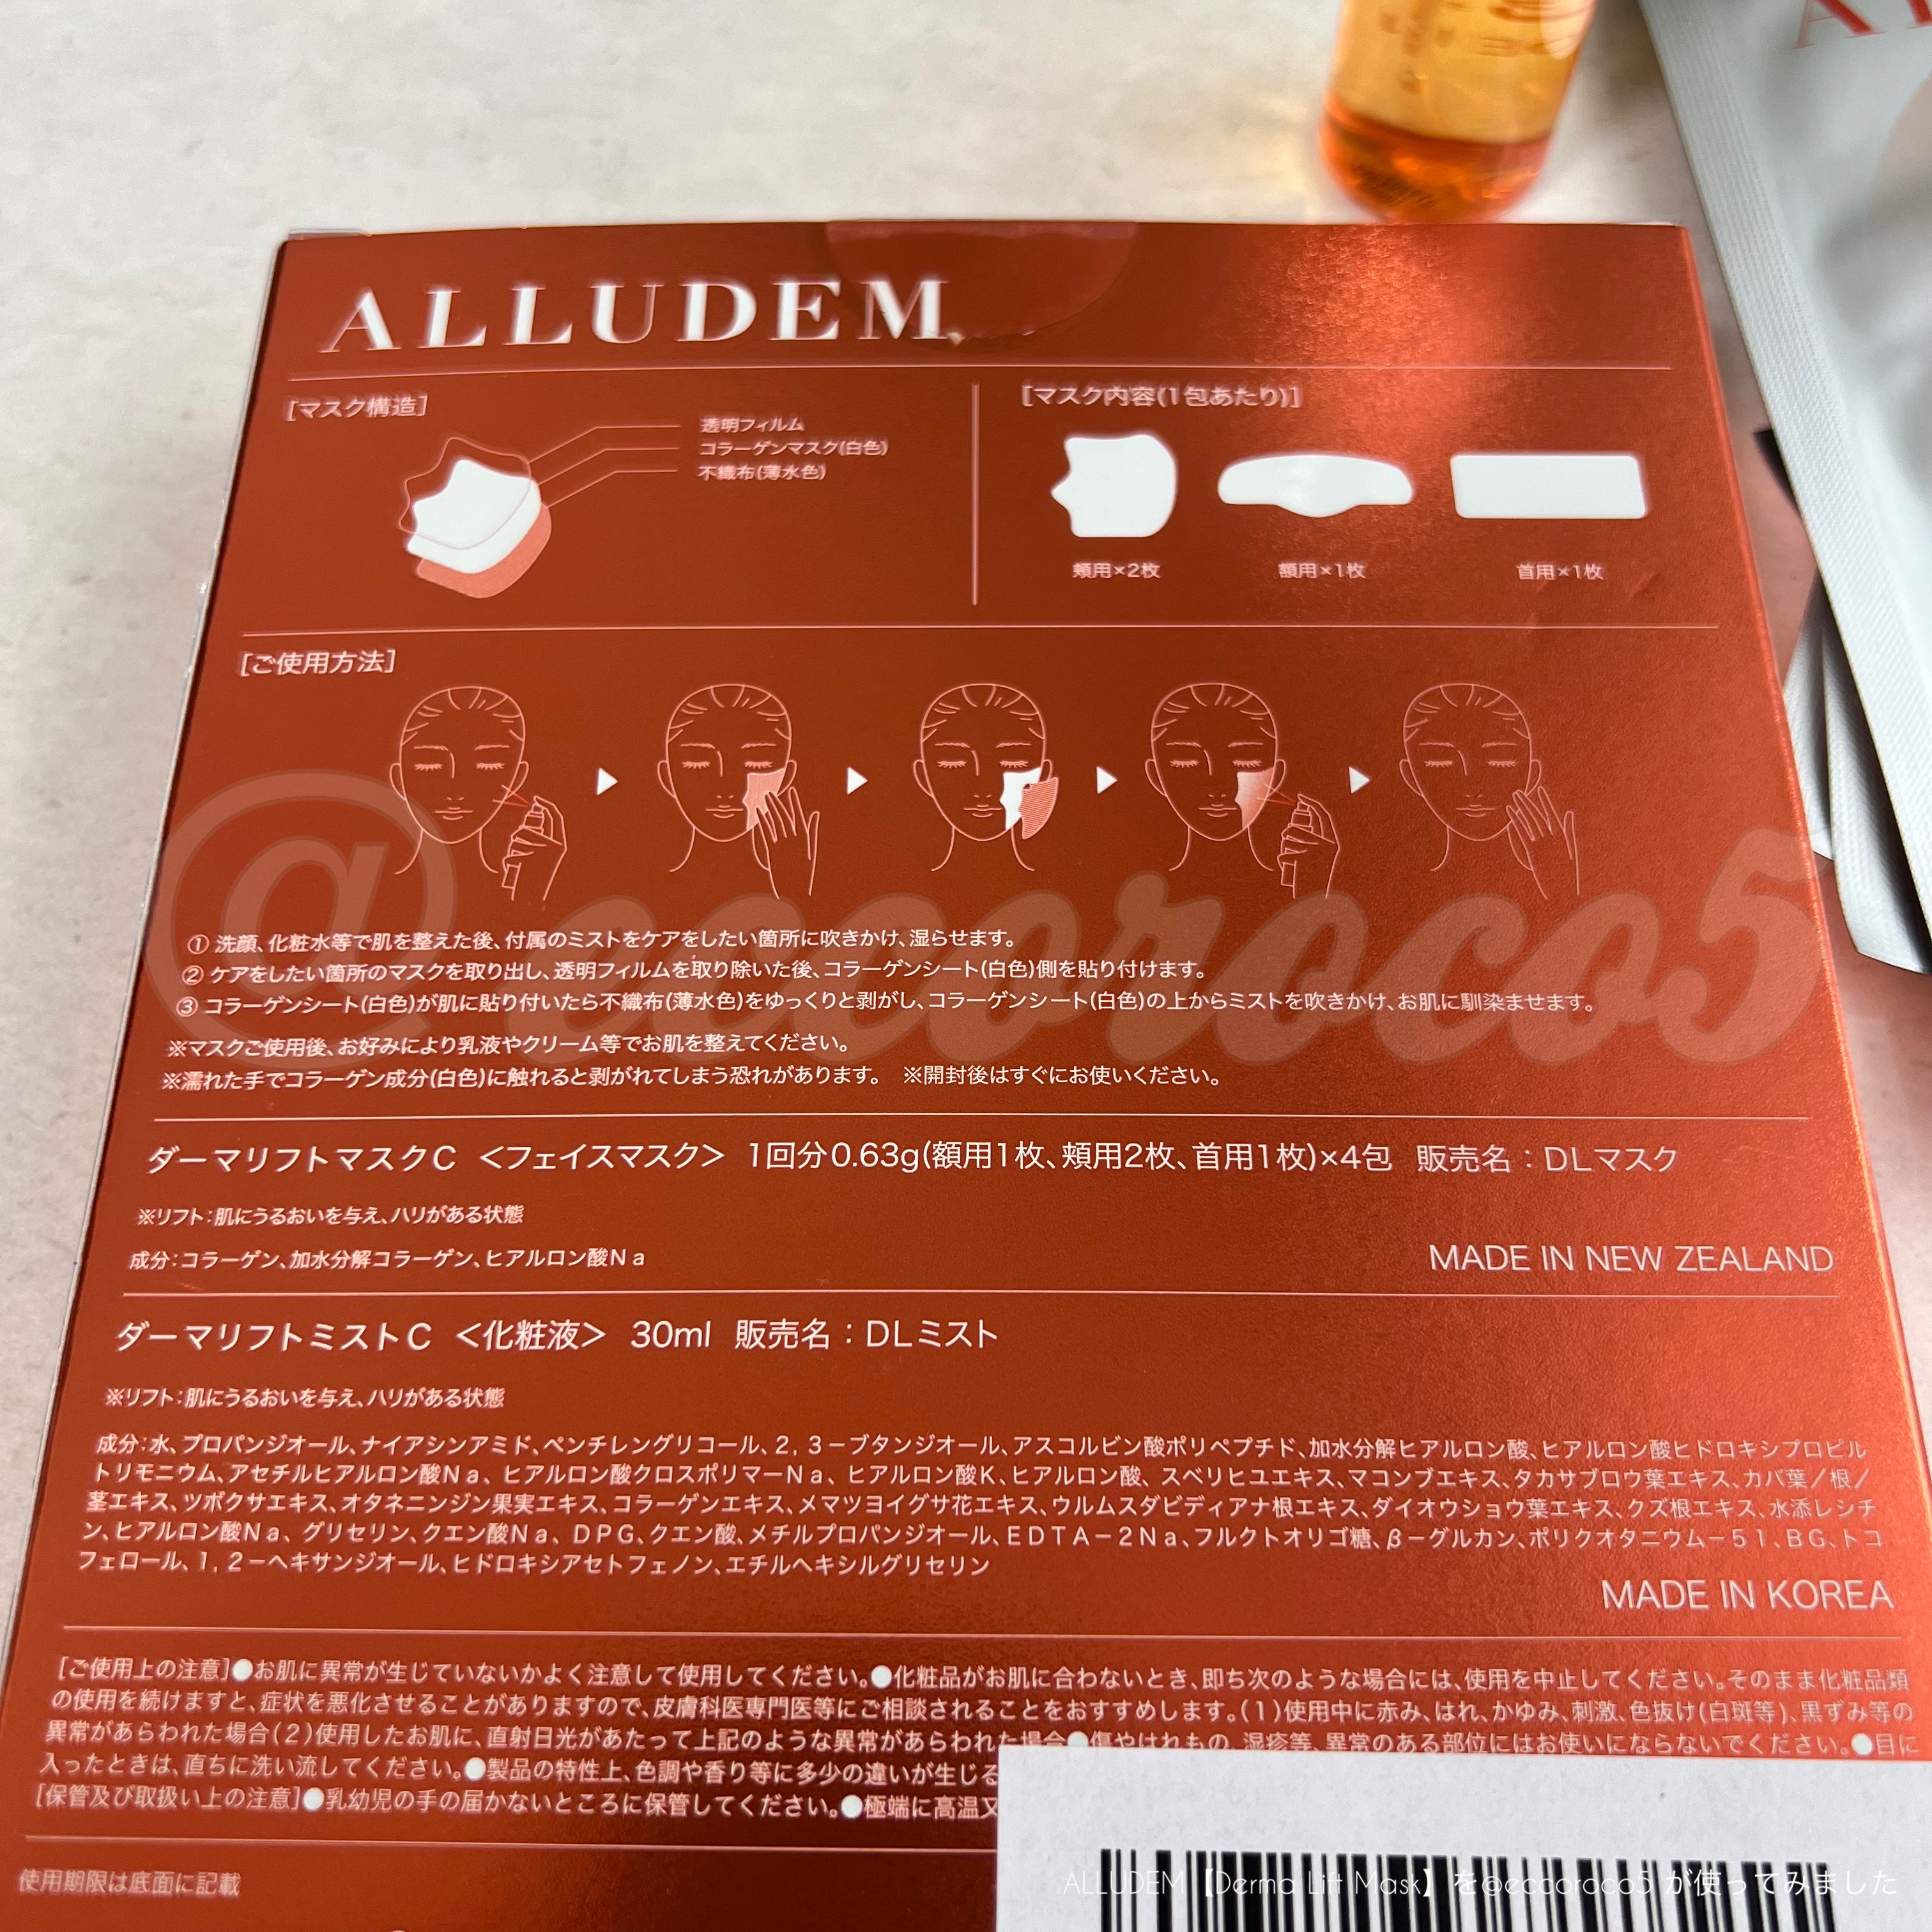 ALLUDEM
[マスク構造]
透明フィルム
コラーゲンマスク(白色)
不織布(薄水色)
[マスク内容(1包あたり)]
頬用×2枚
額用×1枚
首用×1枚
[ご使用方法]
① 洗顔、化粧水等で肌を整えた後、付属のミストをケアをしたい箇所に吹きかけ、湿らせます。
② ケアをしたい箇所のマスクを取り出し、透明フィルムを取り除いた後、コラーゲンシート(白色)側を貼り付けます。
③ コラーゲンシート(白色)が肌に貼り付いたら不織布(薄水色)をゆっくりと剥がし、コラーゲンシート(白色)の上からミストを吹きかけ、お肌に馴染ませます。
※マスクご使用後、お好みにより乳液やクリーム等でお肌を整えてください。
※濡れた手でコラーゲン成分(白色)に触れると剥がれてしまう恐れがあります。 ※開封後はすぐにお使いください。
@eccoroco5
ダーマリフトマスクC <フェイスマスク> 1回分0.63g(額用1枚、頬用2枚、首用1枚)×4包 販売名：DLマスク
※リフト：肌にうるおいを与え、ハリがある状態
成分：コラーゲン、加水分解コラーゲン、ヒアルロン酸Na
MADE IN NEW ZEALAND
ダーマリフトミストC <化粧液> 30ml 販売名：DLミスト
※リフト：肌にうるおいを与え、ハリがある状態
成分：水、プロパンジオール、ナイアシンアミド、ペンチレングリコール、2,3－ブタンジオール、アスコルビン酸ポリペプチド、加水分解ヒアルロン酸、ヒアルロン酸ヒドロキシプロピル
トリモニウム、アセチルヒアルロン酸Na、ヒアルロン酸クロスポリマーNa、ヒアルロン酸K、ヒアルロン酸、スベリヒユエキス、マコンブエキス、タカサブロウ葉エキス、カバ葉／根／
茎エキス、ツボクサエキス、オタネニンジン果実エキス、コラーゲンエキス、メマツヨイグサ花エキス、ウルムスダビディアナ根エキス、ダイオウショウ葉エキス、クズ根エキス、水添レシチ
ン、ヒアルロン酸Na、グリセリン、クエン酸Na、DPG、クエン酸、メチルプロパンジオール、EDTA－2Na、フルクトオリゴ糖、β－グルカン、ポリクオタニウム－51、BG、トコ
フェロール、1,2－ヘキサンジオール、ヒドロキシアセトフェノン、エチルヘキシルグリセリン
MADE IN KOREA
[ご使用上の注意]●お肌に異常が生じていないかよく注意して使用してください。●化粧品がお肌に合わないとき、即ち次のような場合には、使用を中止してください。そのまま化粧品類
の使用を続けますと、症状を悪化させることがありますので、皮膚科医専門医等にご相談されることをおすすめします。(1)使用中に赤み、はれ、かゆみ、刺激、色抜け(白斑等)、黒ずみ等の
異常があらわれた場合(2)使用したお肌に、直射日光があたって上記のような異常があらわれた場合●傷やはれもの、湿疹等、異常のある部位にはお使いにならないでください。●目に
入ったときは、直ちに洗い流してください。●製品の特性上、色調や香り等に多少の違いが生じる
[保管及び取扱い上の注意]●乳幼児の手の届かないところに保管してください。●極端に高温又
使用期限は底面に記載
ALLUDEM【Derma Lift Mask】を@eccoroco5 が使ってみました